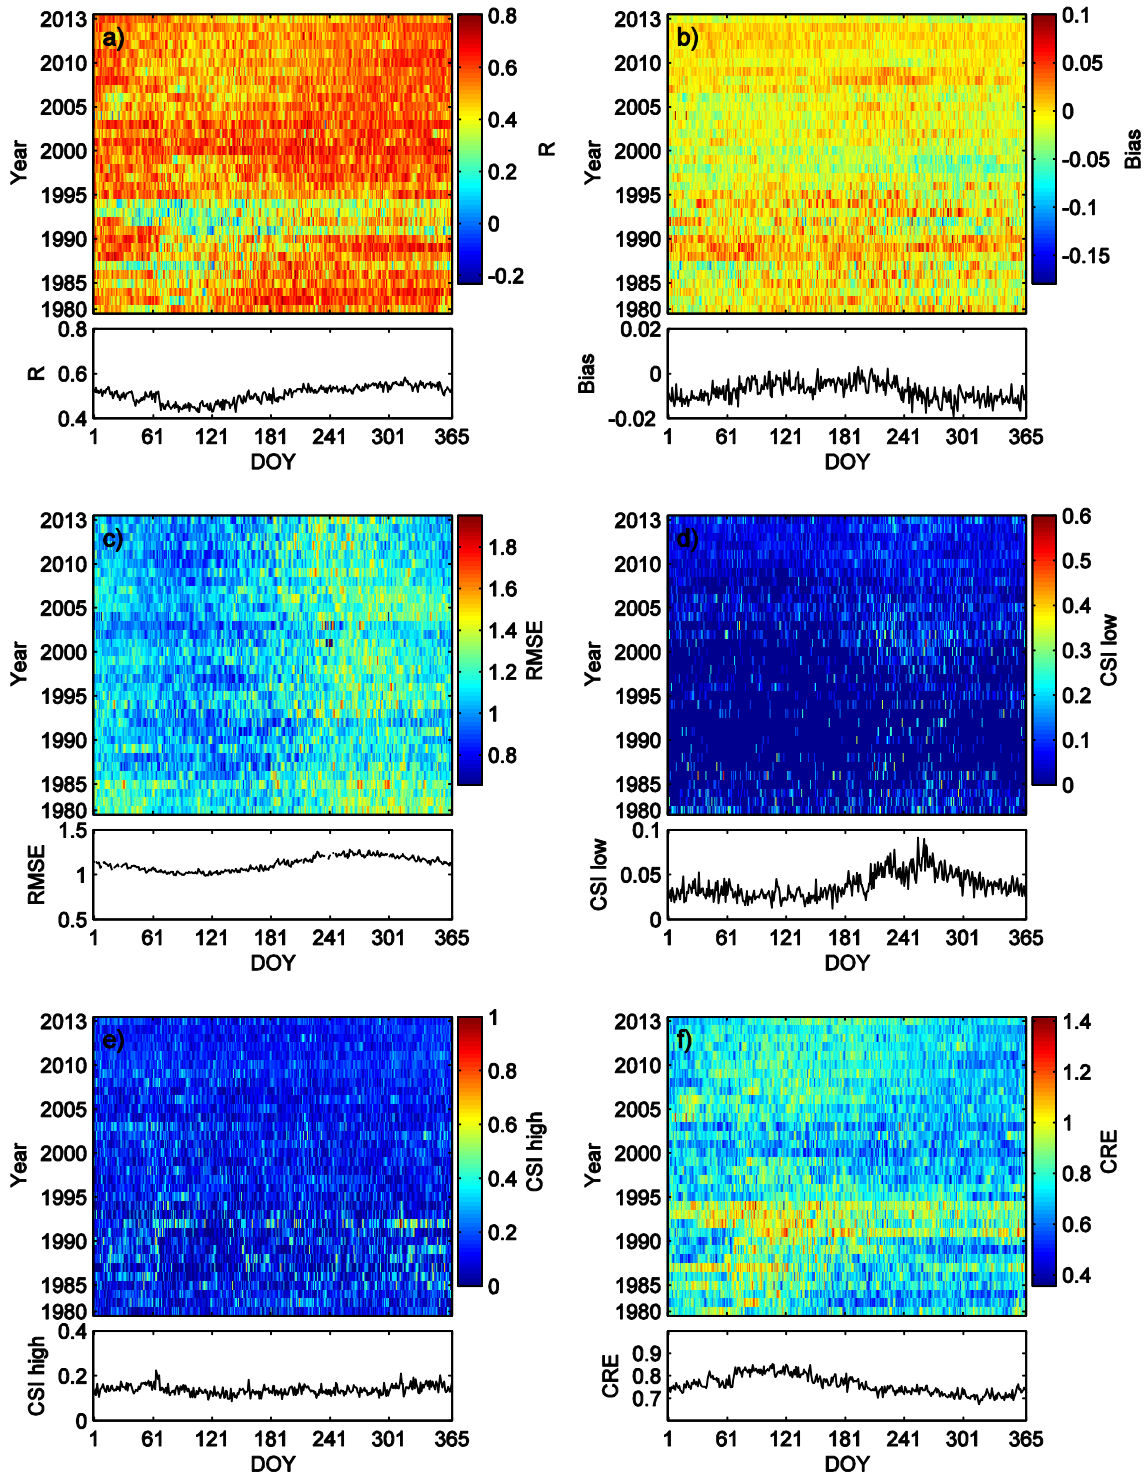 a)
2013
2010
2005
2000
1995
1990
1985
1980
Year
0.8
0.6
0.4
0.2
0
-0.2
R
0.8
0.6
0.4
R
1 61 121 181 241 301 365
DOY
b)
2013
2010
2005
2000
1995
1990
1985
1980
Year
0.1
0.05
0
-0.05
-0.1
-0.15
Bias
0.02
0
-0.02
Bias
1 61 121 181 241 301 365
DOY
c)
2013
2010
2005
2000
1995
1990
1985
1980
Year
1.8
1.6
1.4
1.2
1
0.8
RMSE
1.5
1
0.5
RMSE
1 61 121 181 241 301 365
DOY
d)
2013
2010
2005
2000
1995
1990
1985
1980
Year
0.6
0.5
0.4
0.3
0.2
0.1
0
CSI low
0.1
0.05
0
CSI low
1 61 121 181 241 301 365
DOY
e)
2013
2010
2005
2000
1995
1990
1985
1980
Year
1
0.8
0.6
0.4
0.2
0
CSI high
0.4
0.2
0
CSI high
1 61 121 181 241 301 365
DOY
f)
2013
2010
2005
2000
1995
1990
1985
1980
Year
1.4
1.2
1
0.8
0.6
0.4
CRE
0.9
0.8
0.7
CRE
1 61 121 181 241 301 365
DOY